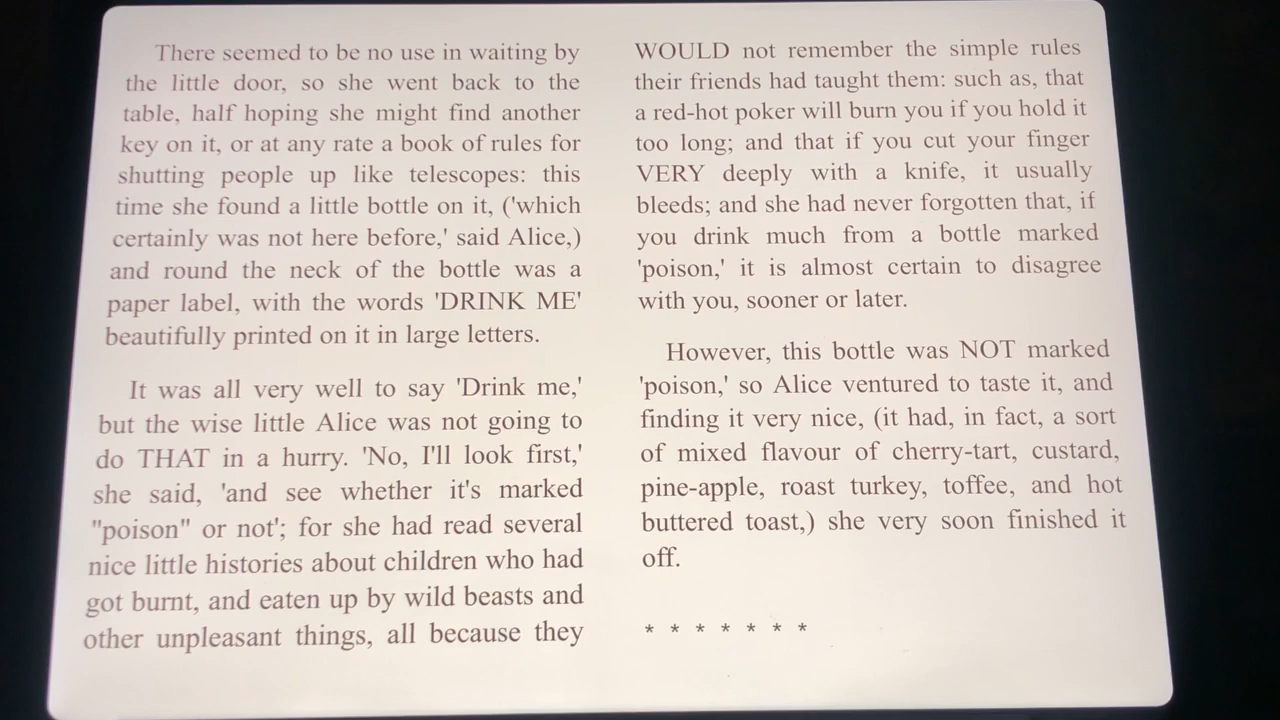 There seemed to be no use in waiting by
the little door, so she went back to the
table, half hoping she might find another
key on it, or at any rate a book of rules for
shutting people up like telescopes: this
time she found a little bottle on it, ('which
certainly was not here before,' said Alice,)
and round the neck of the bottle was a
paper label, with the words 'DRINK ME'
beautifully printed on it in large letters.
It was all very well to say 'Drink me,'
but the wise little Alice was not going to
do THAT in a hurry. 'No, I'll look first,'
she said, 'and see whether it's marked
"poison" or not'; for she had read several
nice little histories about children who had
got burnt, and eaten up by wild beasts and
other unpleasant things, all because they
WOULD not remember the simple rules
their friends had taught them: such as, that
a red-hot poker will burn you if you hold it
too long; and that if you cut your finger
VERY deeply with a knife, it usually
bleeds; and she had never forgotten that, if
you drink much from a bottle marked
'poison,' it is almost certain to disagree
with you, sooner or later.
However, this bottle was NOT marked
'poison,' so Alice ventured to taste it, and
finding it very nice, (it had, in fact, a sort
of mixed flavour of cherry-tart, custard,
pine-apple, roast turkey, toffee, and hot
buttered toast,) she very soon finished it
off.
* * * * * * *